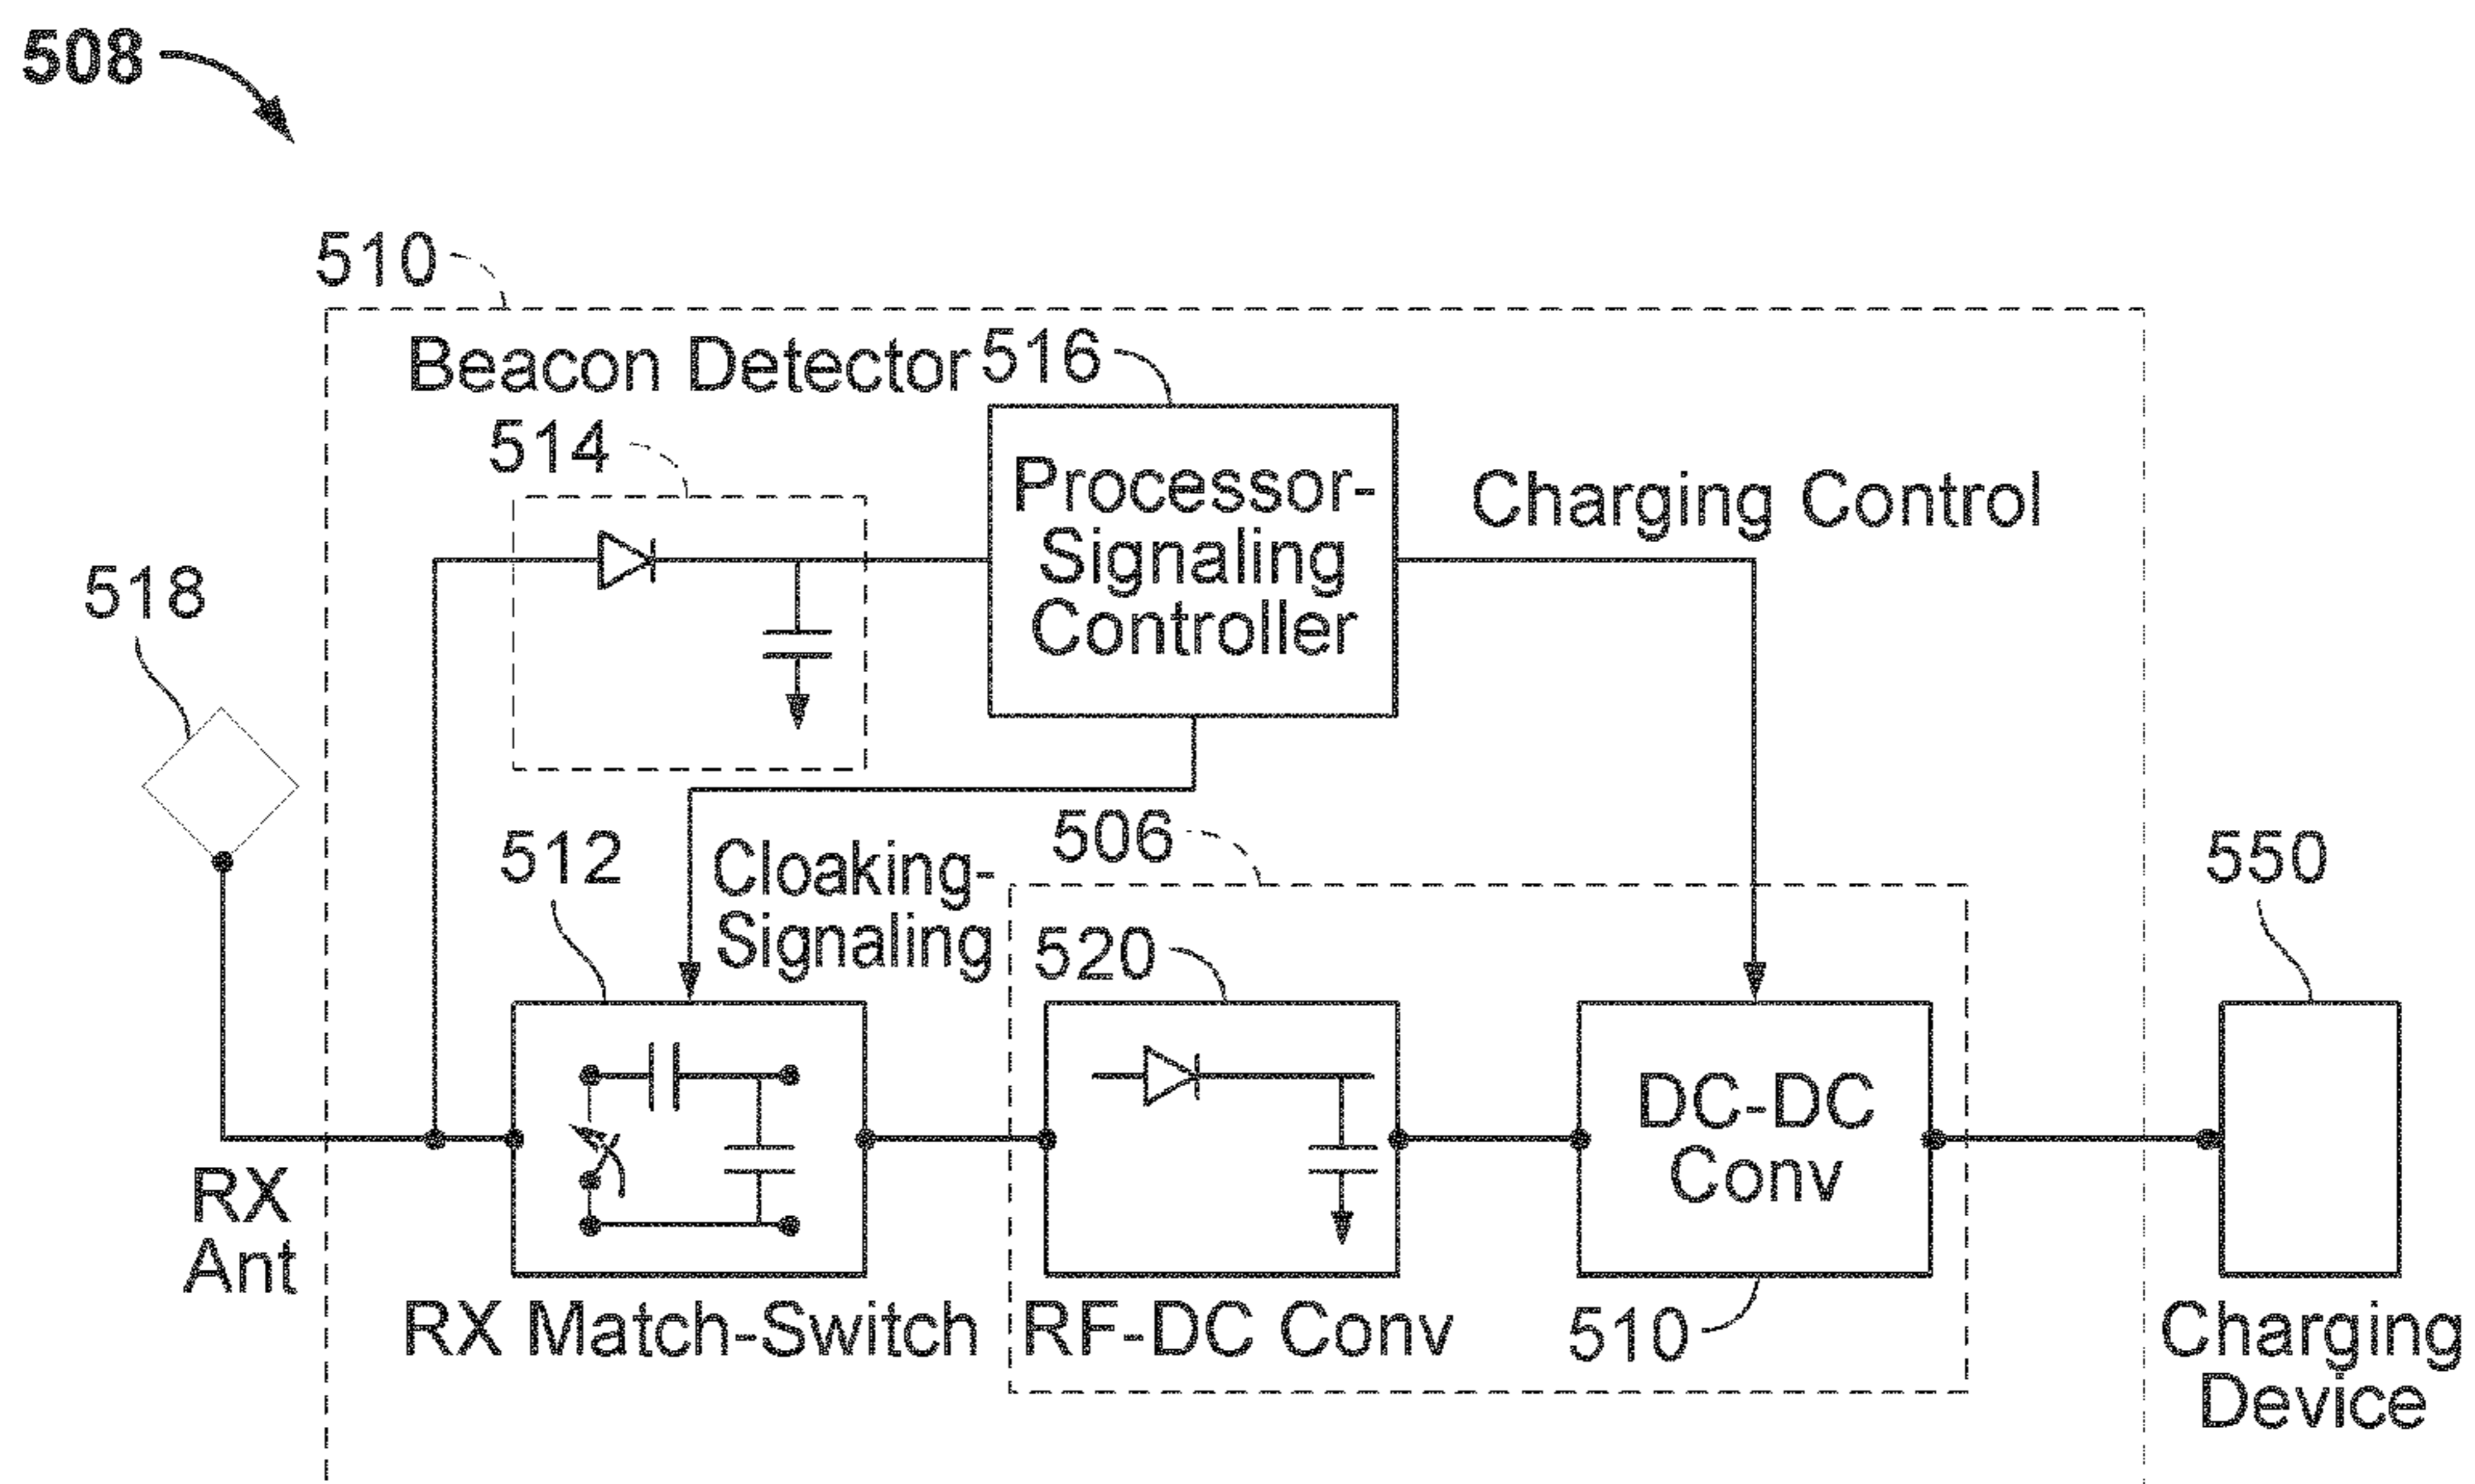 508
510
Beacon Detector
516
514
Processor-
Signaling
Controller
Charging Control
518
512
Cloaking-
Signaling
506
550
520
DC-DC
Conv
RX
Ant
RX Match-Switch
RF-DC Conv
510
Charging
Device